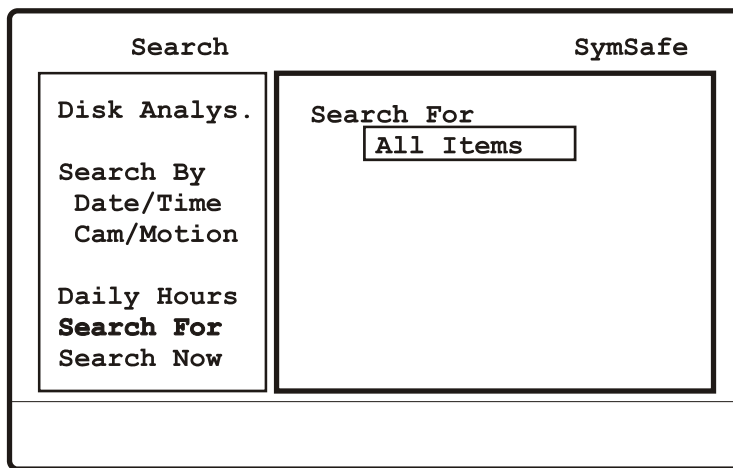 Search SymSafe
Disk Analys.
Search By
Date/Time
Cam/Motion
Daily Hours
Search For
Search Now
Search For
All Items